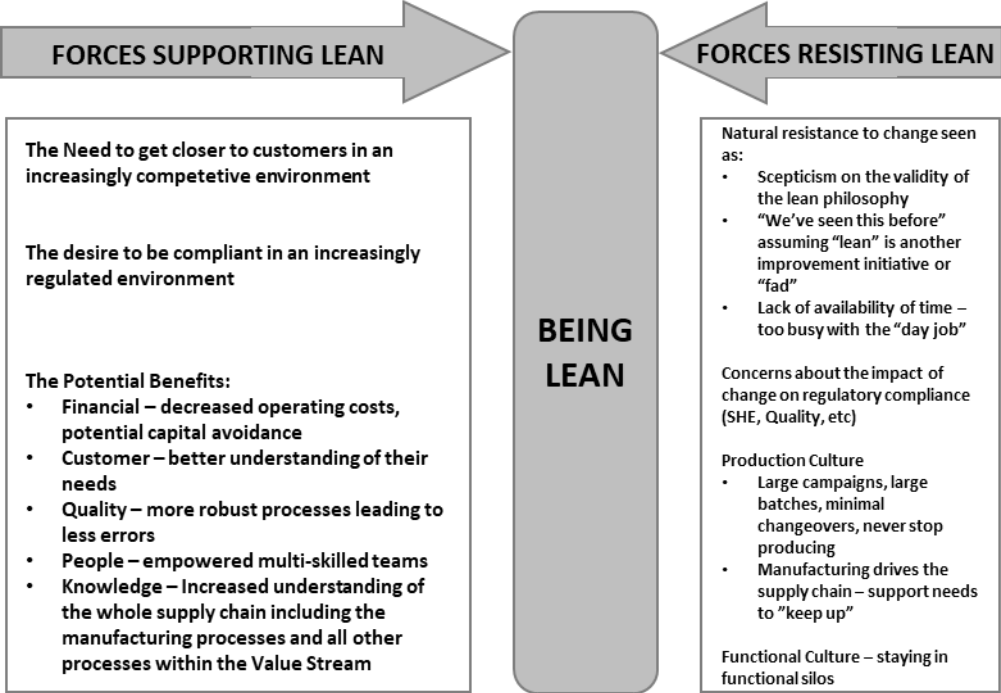 FORCES SUPPORTING LEAN
The Need to get closer to customers in an
increasingly competetive environment
The desire to be compliant in an increasingly
regulated environment
The Potential Benefits:
• Financial – decreased operating costs,
potential capital avoidance
• Customer – better understanding of their
needs
• Quality – more robust processes leading to
less errors
• People – empowered multi-skilled teams
• Knowledge – Increased understanding of
the whole supply chain including the
manufacturing processes and all other
processes within the Value Stream
BEING
LEAN
FORCES RESISTING LEAN
Natural resistance to change seen
as:
• Scepticism on the validity of
the lean philosophy
• “We’ve seen this before”
assuming “lean” is another
improvement initiative or
“fad”
• Lack of availability of time –
too busy with the “day job”
Concerns about the impact of
change on regulatory compliance
(SHE, Quality, etc)
Production Culture
• Large campaigns, large
batches, minimal
changeovers, never stop
producing
• Manufacturing drives the
supply chain – support needs
to ”keep up”
Functional Culture – staying in
functional silos